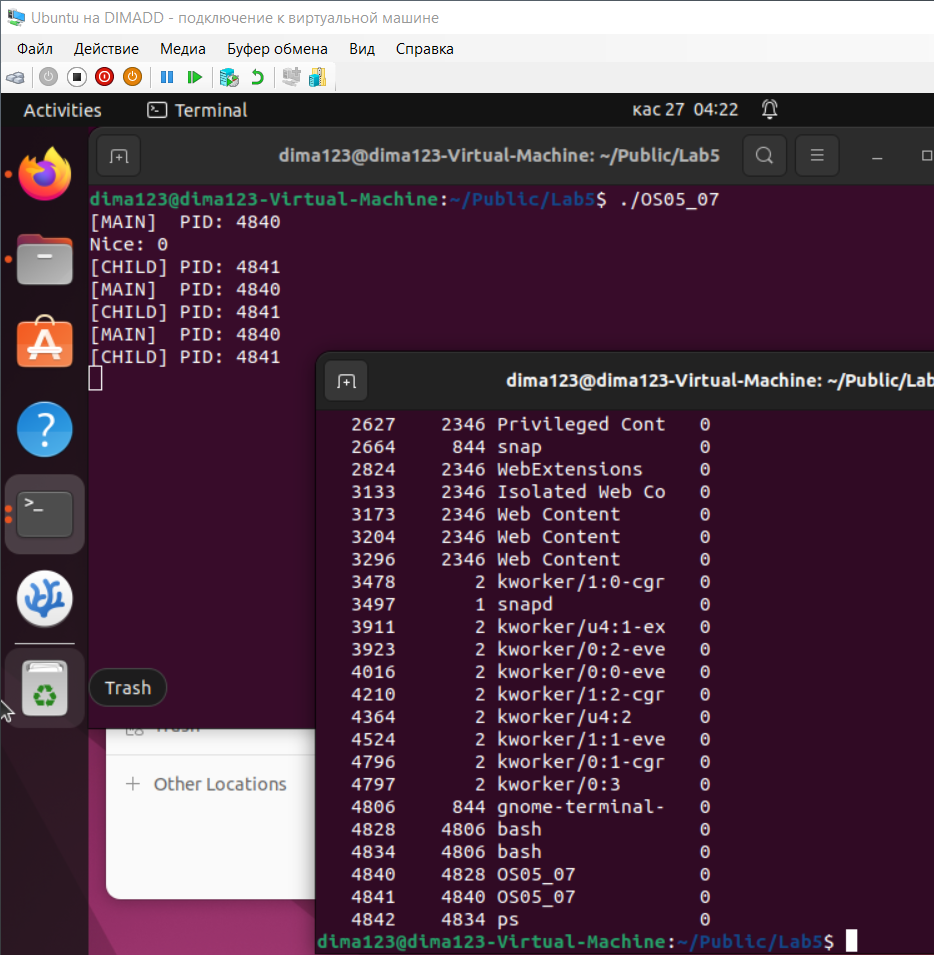 Ubuntu на DIMADD - подключение к виртуальной машине
Файл Действие Медиа Буфер обмена Вид Справка
Activities Terminal кас 27 04:22
dima123@dima123-Virtual-Machine: ~/Public/Lab5
dima123@dima123-Virtual-Machine:~/Public/Lab5$ ./OS05_07
[MAIN] PID: 4840
Nice: 0
[CHILD] PID: 4841
[MAIN] PID: 4840
[CHILD] PID: 4841
[MAIN] PID: 4840
[CHILD] PID: 4841
dima123@dima123-Virtual-Machine: ~/Public/Lab
2627 2346 Privileged Cont 0
2664 844 snap 0
2824 2346 WebExtensions 0
3133 2346 Isolated Web Co 0
3173 2346 Web Content 0
3204 2346 Web Content 0
3296 2346 Web Content 0
3478 2 kworker/1:0-cgr 0
3497 1 snapd 0
3911 2 kworker/u4:1-ex 0
3923 2 kworker/0:2-eve 0
4016 2 kworker/0:0-eve 0
4210 2 kworker/1:2-cgr 0
4364 2 kworker/u4:2 0
4524 2 kworker/1:1-eve 0
4796 2 kworker/0:1-cgr 0
4797 2 kworker/0:3 0
4806 844 gnome-terminal- 0
4828 4806 bash 0
4834 4806 bash 0
4840 4828 OS05_07 0
4841 4840 OS05_07 0
4842 4834 ps 0
dima123@dima123-Virtual-Machine:~/Public/Lab5$
Trash
Trash
Other Locations